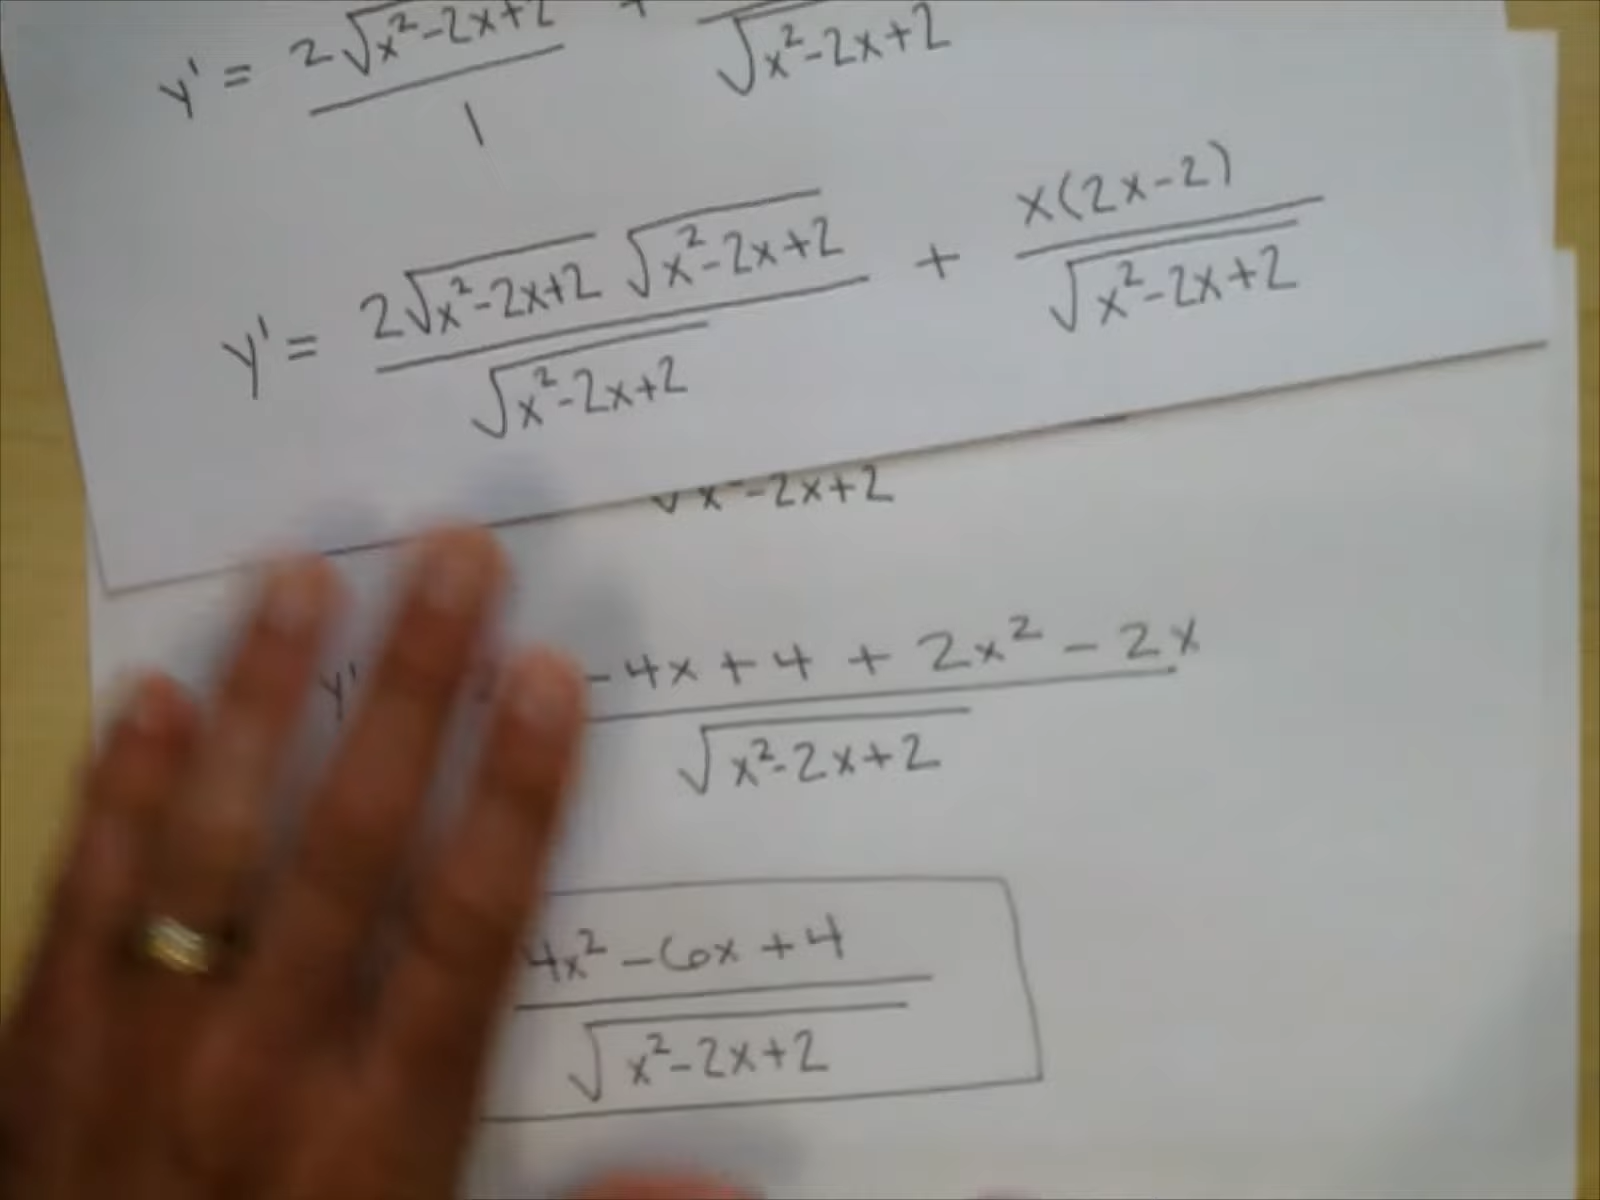 y' = 2√x²-2x+2 / 1 + / √x²-2x+2
y' = 2√x²-2x+2 √x²-2x+2 / √x²-2x+2 + x(2x-2) / √x²-2x+2
√x²-2x+2
y' - 4x + 4 + 2x² - 2x / √x²-2x+2
4x² - 6x + 4 / √x²-2x+2